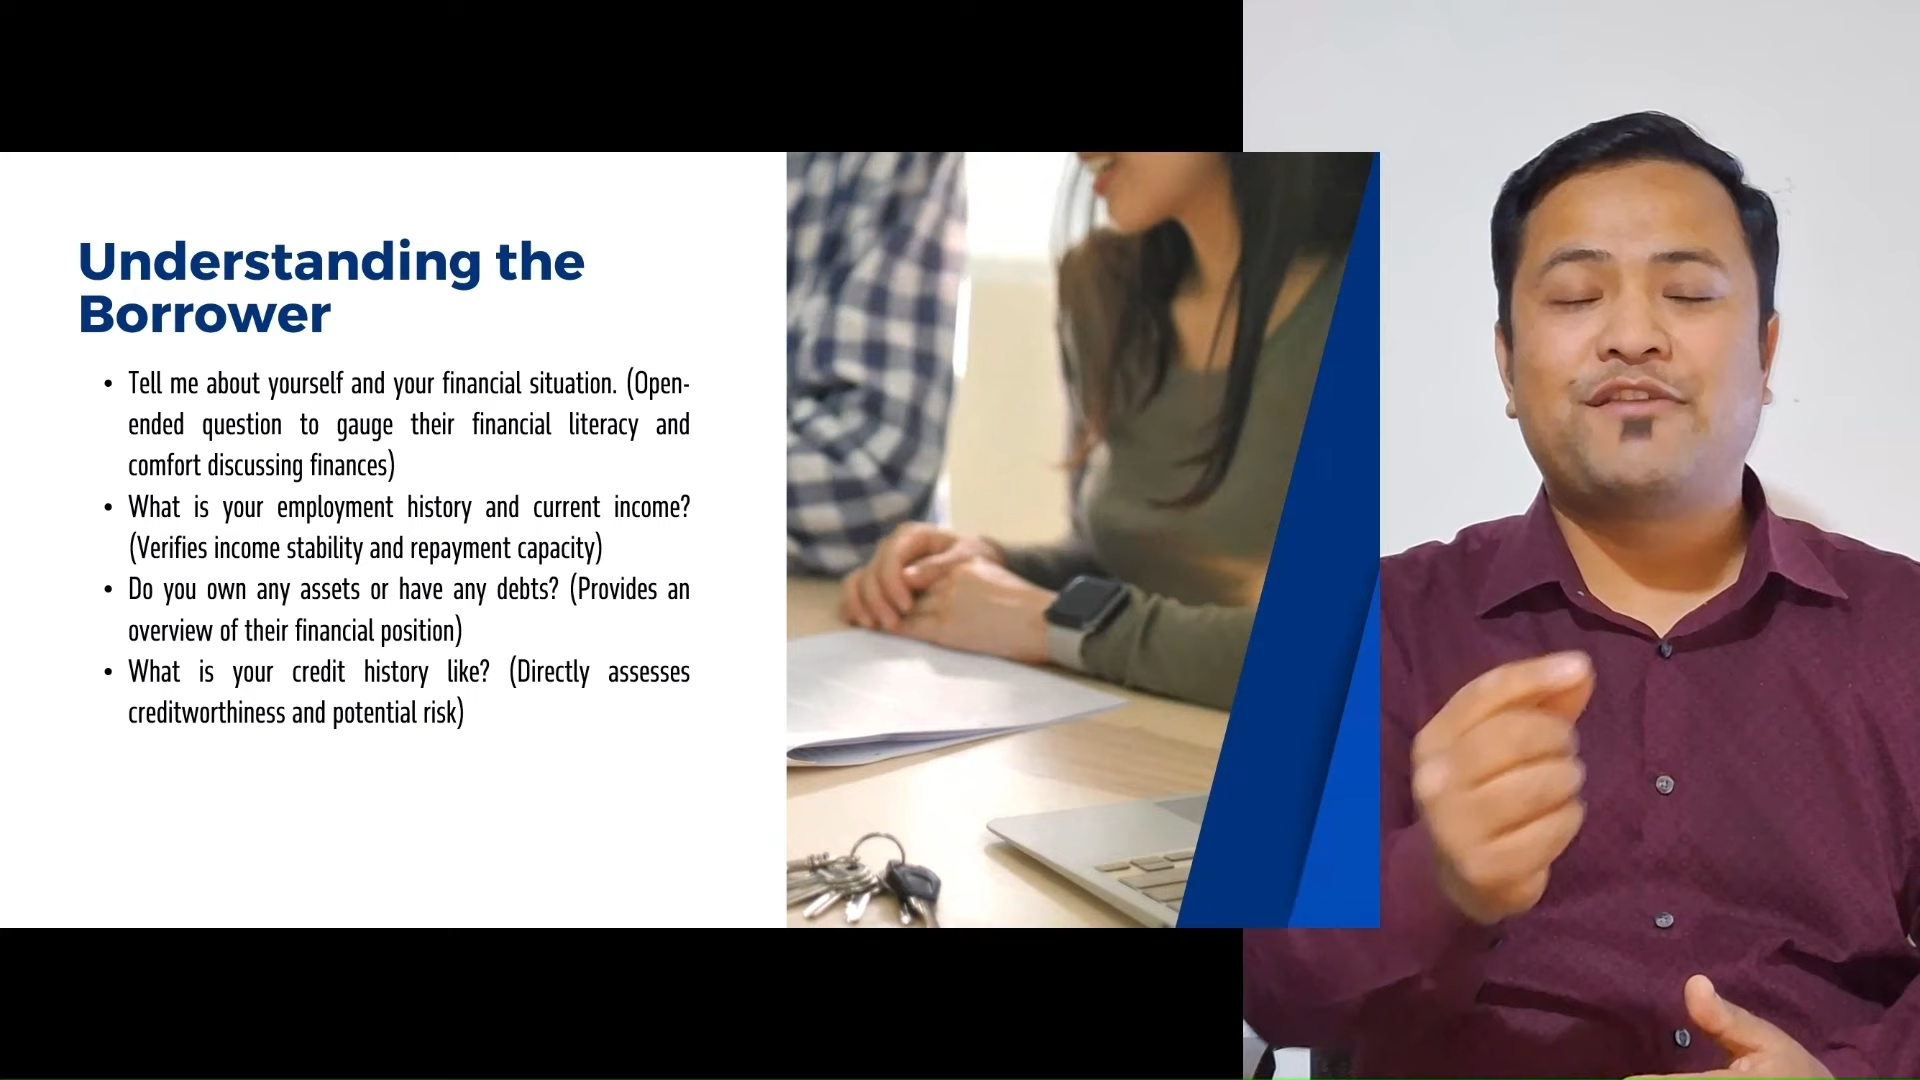 Understanding the
Borrower
• Tell me about yourself and your financial situation. (Open-
ended question to gauge their financial literacy and
comfort discussing finances)
• What is your employment history and current income?
(Verifies income stability and repayment capacity)
• Do you own any assets or have any debts? (Provides an
overview of their financial position)
• What is your credit history like? (Directly assesses
creditworthiness and potential risk)